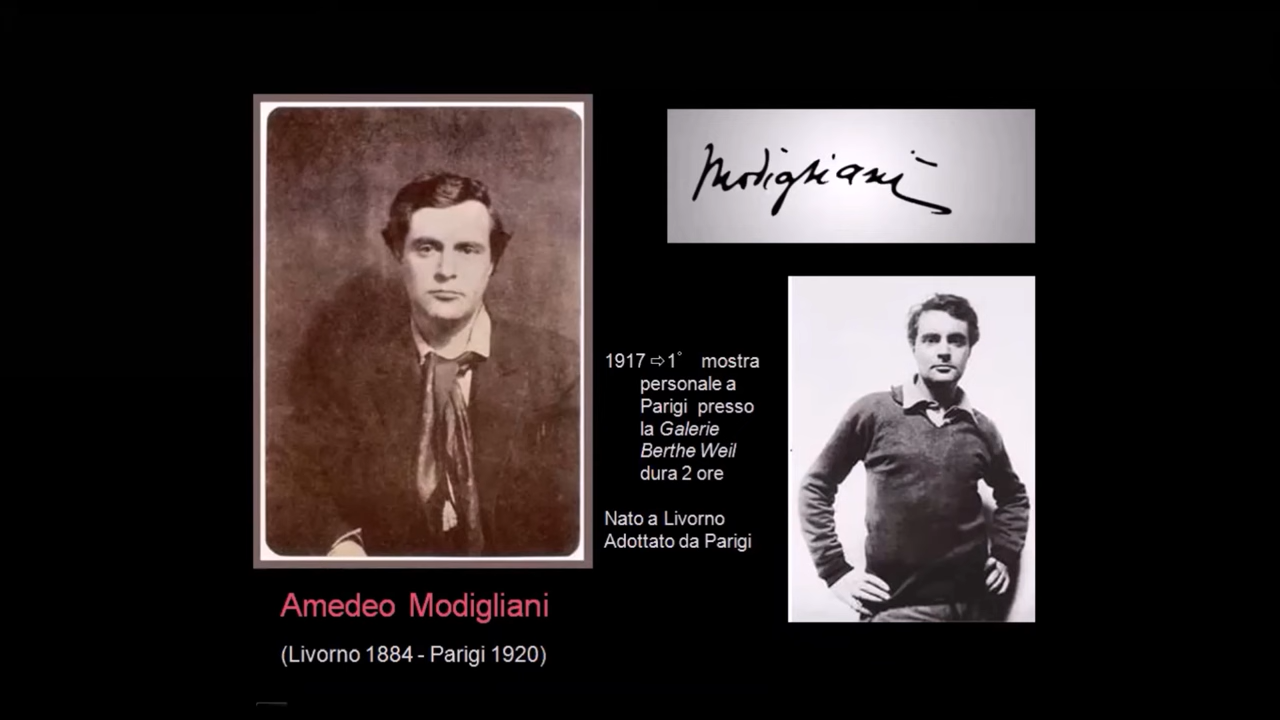 Modigliani
1917 ⇨1° mostra
personale a
Parigi presso
la Galerie
Berthe Weil
dura 2 ore
Nato a Livorno
Adottato da Parigi
Amedeo Modigliani
(Livorno 1884 - Parigi 1920)